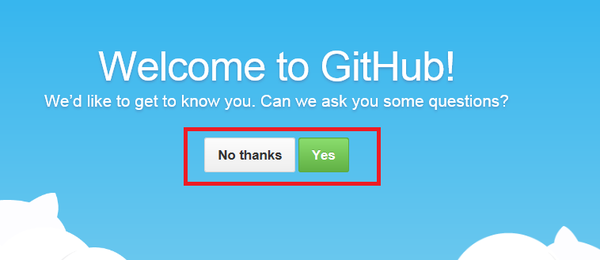 Welcome to GitHub!
We'd like to get to know you. Can we ask you some questions?
No thanks Yes